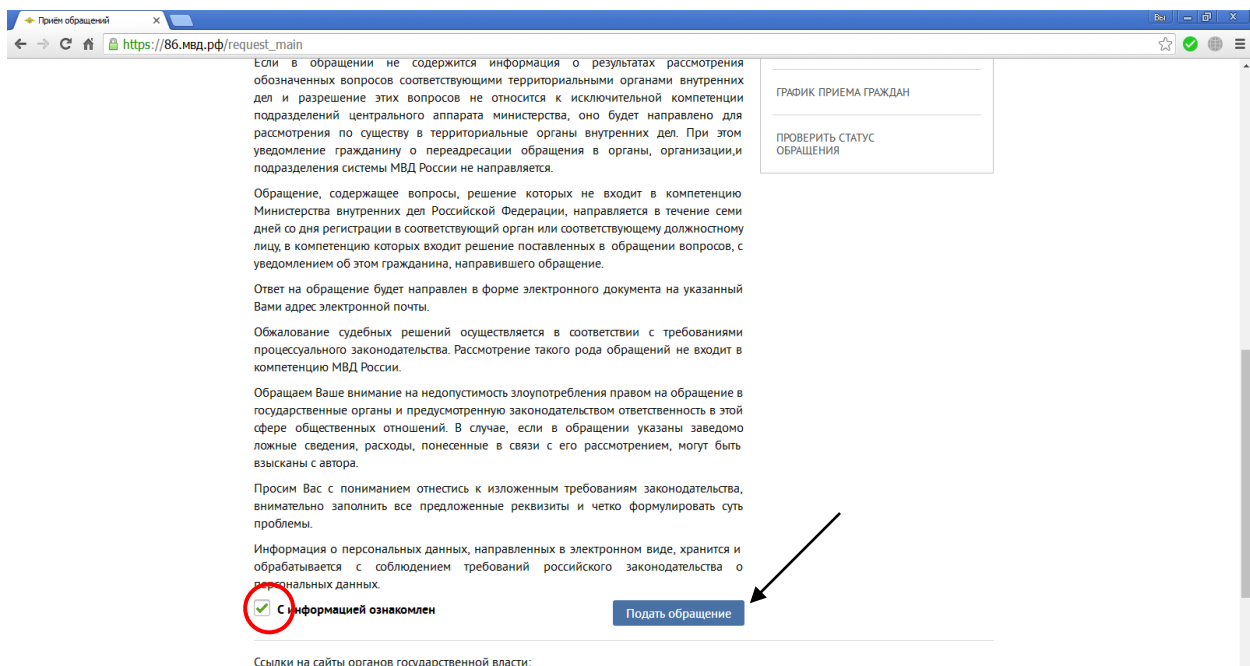 Приём обращений
Вы
https://86.мвд.рф/request_main
Если в обращении не содержится информация о результатах рассмотрения
обозначенных вопросов соответствующими территориальными органами внутренних
дел и разрешение этих вопросов не относится к исключительной компетенции
подразделений центрального аппарата министерства, оно будет направлено для
рассмотрения по существу в территориальные органы внутренних дел. При этом
уведомление гражданину о переадресации обращения в органы, организации,и
подразделения системы МВД России не направляется.
Обращение, содержащее вопросы, решение которых не входит в компетенцию
Министерства внутренних дел Российской Федерации, направляется в течение семи
дней со дня регистрации в соответствующий орган или соответствующему должностному
лицу, в компетенцию которых входит решение поставленных в обращении вопросов, с
уведомлением об этом гражданина, направившего обращение.
Ответ на обращение будет направлен в форме электронного документа на указанный
Вами адрес электронной почты.
Обжалование судебных решений осуществляется в соответствии с требованиями
процессуального законодательства. Рассмотрение такого рода обращений не входит в
компетенцию МВД России.
Обращаем Ваше внимание на недопустимость злоупотребления правом на обращение в
государственные органы и предусмотренную законодательством ответственность в этой
сфере общественных отношений. В случае, если в обращении указаны заведомо
ложные сведения, расходы, понесенные в связи с его рассмотрением, могут быть
взысканы с автора.
Просим Вас с пониманием отнестись к изложенным требованиям законодательства,
внимательно заполнить все предложенные реквизиты и четко формулировать суть
проблемы.
Информация о персональных данных, направленных в электронном виде, хранится и
обрабатывается с соблюдением требований российского законодательства о
персональных данных.
С информацией ознакомлен
Подать обращение
Ссылки на сайты органов государственной власти:
ГРАФИК ПРИЕМА ГРАЖДАН
ПРОВЕРИТЬ СТАТУС
ОБРАЩЕНИЯ